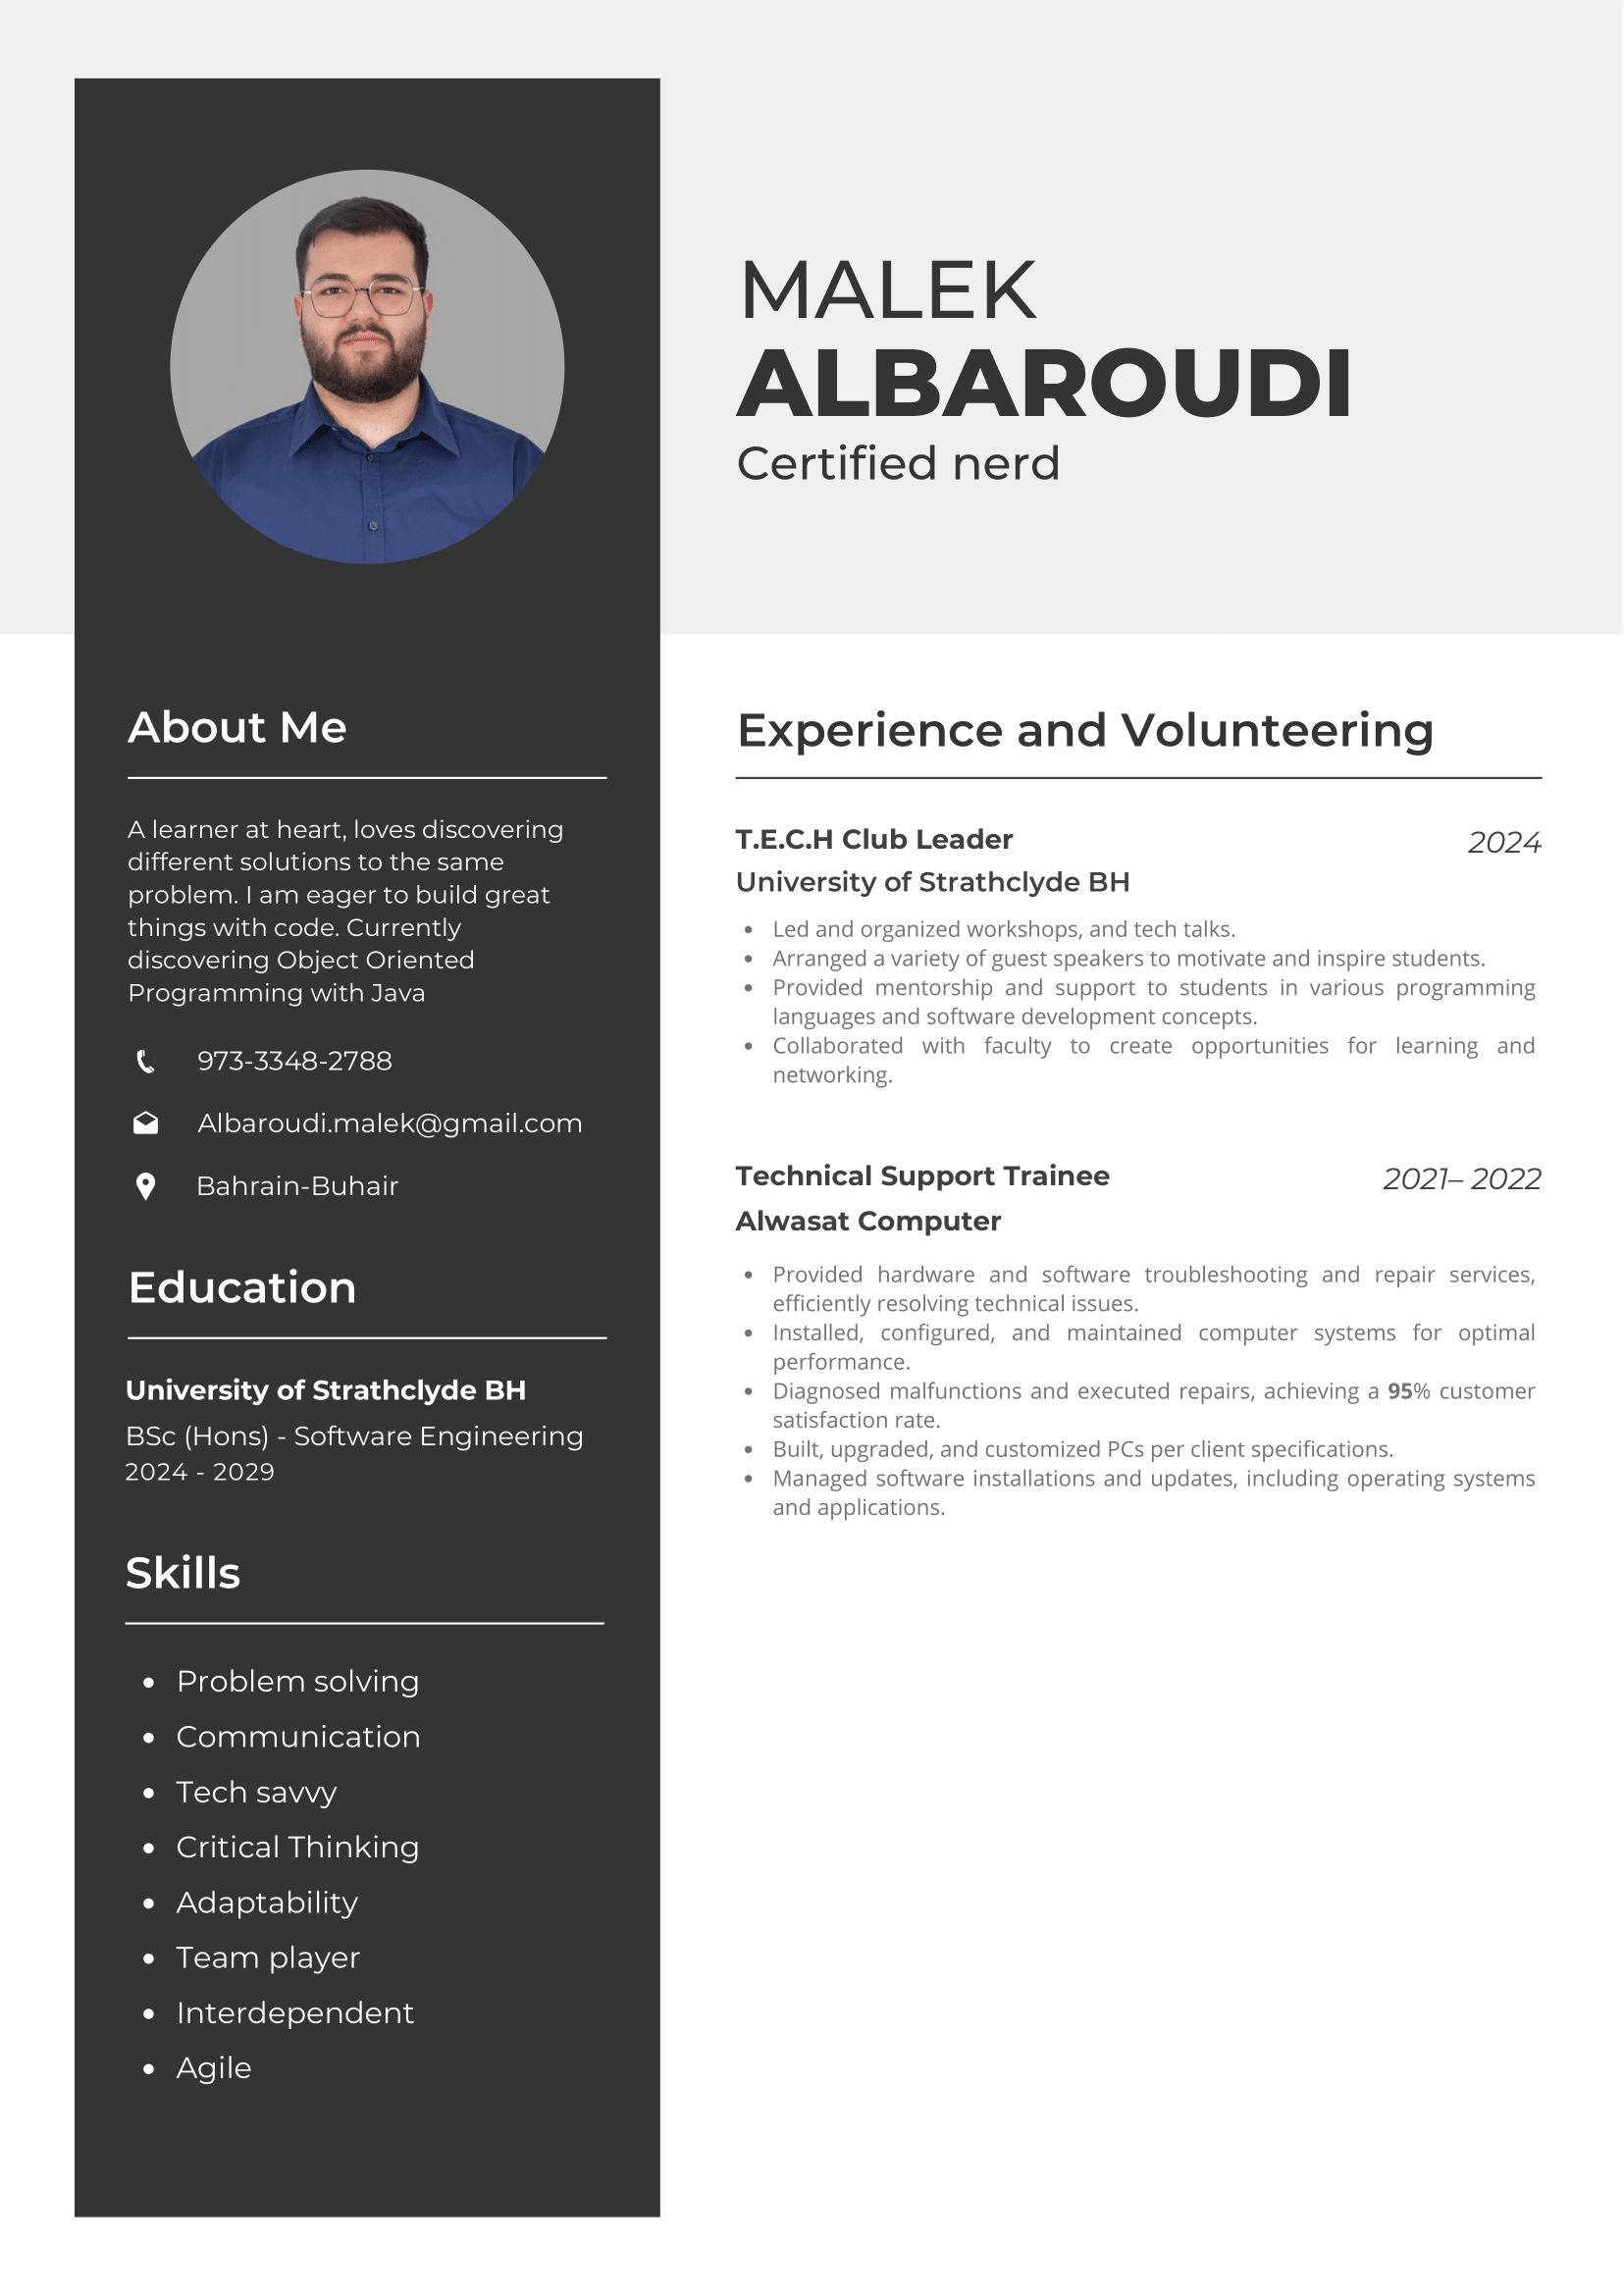 MALEK
ALBAROUDI
Certified nerd
About Me
A learner at heart, loves discovering
different solutions to the same
problem. I am eager to build great
things with code. Currently
discovering Object Oriented
Programming with Java
973-3348-2788
Albaroudi.malek@gmail.com
Bahrain-Buhair
Education
University of Strathclyde BH
BSc (Hons) - Software Engineering
2024 - 2029
Skills
• Problem solving
• Communication
• Tech savvy
• Critical Thinking
• Adaptability
• Team player
• Interdependent
• Agile
Experience and Volunteering
T.E.C.H Club Leader 2024
University of Strathclyde BH
• Led and organized workshops, and tech talks.
• Arranged a variety of guest speakers to motivate and inspire students.
• Provided mentorship and support to students in various programming
languages and software development concepts.
• Collaborated with faculty to create opportunities for learning and
networking.
Technical Support Trainee 2021– 2022
Alwasat Computer
• Provided hardware and software troubleshooting and repair services,
efficiently resolving technical issues.
• Installed, configured, and maintained computer systems for optimal
performance.
• Diagnosed malfunctions and executed repairs, achieving a 95% customer
satisfaction rate.
• Built, upgraded, and customized PCs per client specifications.
• Managed software installations and updates, including operating systems
and applications.